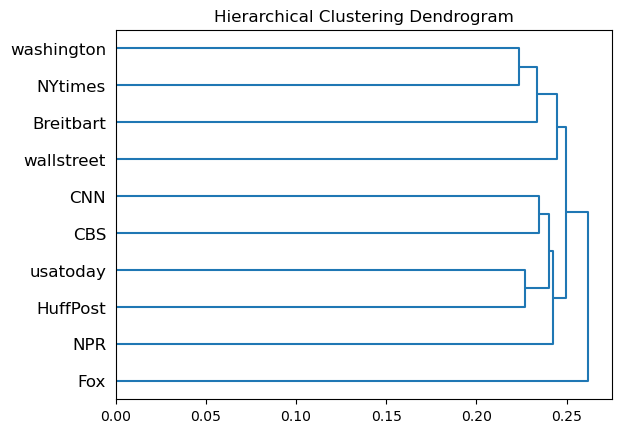 Hierarchical Clustering Dendrogram
washington
NYtimes
Breitbart
wallstreet
CNN
CBS
usatoday
HuffPost
NPR
Fox
0.00 0.05 0.10 0.15 0.20 0.25